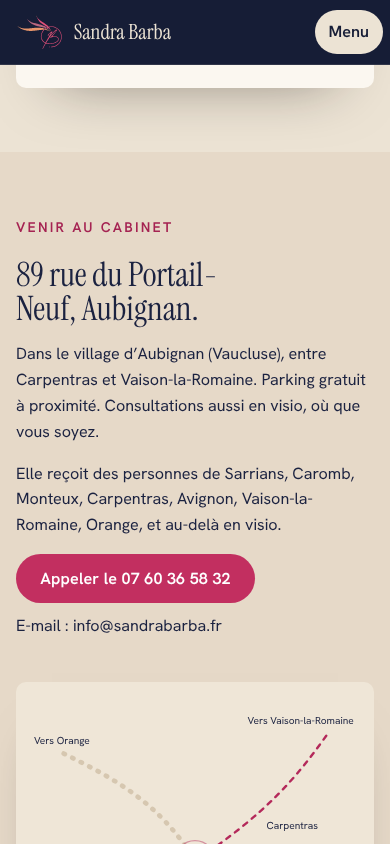 Sandra Barba
Menu
VENIR AU CABINET
89 rue du Portail-
Neuf, Aubignan.
Dans le village d’Aubignan (Vaucluse), entre
Carpentras et Vaison-la-Romaine. Parking gratuit
à proximité. Consultations aussi en visio, où que
vous soyez.
Elle reçoit des personnes de Sarrians, Caromb,
Monteux, Carpentras, Avignon, Vaison-la-
Romaine, Orange, et au-delà en visio.
Appeler le 07 60 36 58 32
E-mail : info@sandrabarba.fr
Vers Vaison-la-Romaine
Vers Orange
Carpentras